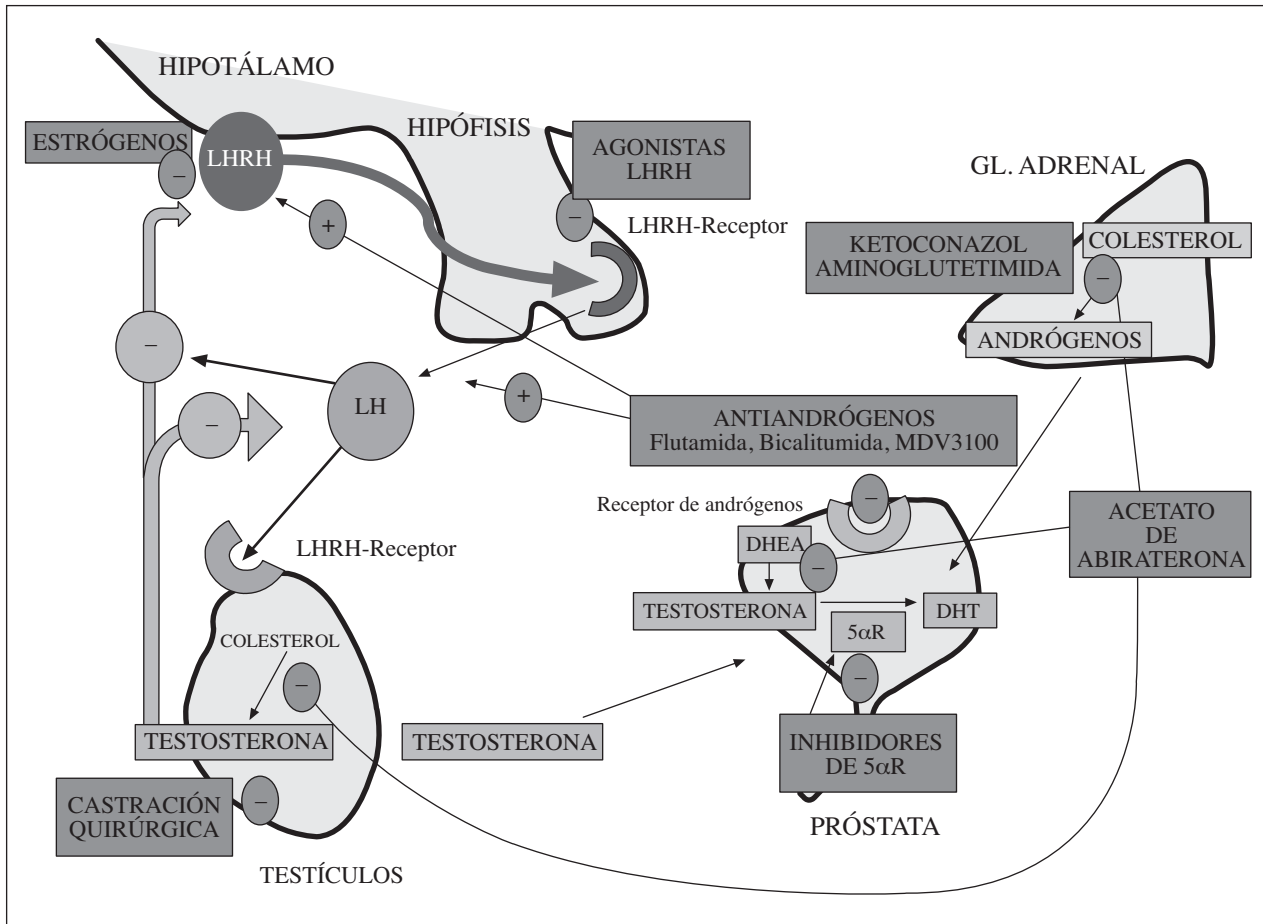 HIPOTÁLAMO
ESTRÓGENOS
–
LHRH
HIPÓFISIS
AGONISTAS
LHRH
–
+
LHRH-Receptor
GL. ADRENAL
KETOCONAZOL
AMINOGLUTETIMIDA
COLESTEROL
–
ANDRÓGENOS
–
–
LH
+
ANTIANDRÓGENOS
Flutamida, Bicalitumida, MDV3100
LHRH-Receptor
Receptor de andrógenos
–
DHEA
–
TESTOSTERONA
DHT
5αR
–
ACETATO
DE
ABIRATERONA
COLESTEROL
–
TESTOSTERONA
TESTOSTERONA
INHIBIDORES
DE 5αR
CASTRACIÓN
QUIRÚRGICA
–
PRÓSTATA
TESTÍCULOS